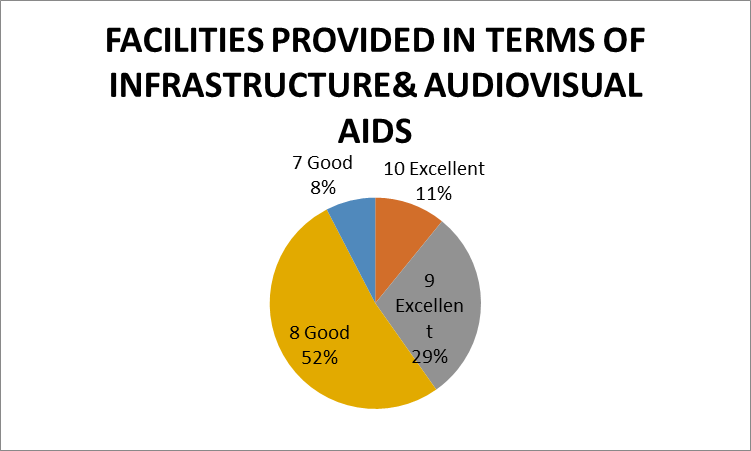 FACILITIES PROVIDED IN TERMS OF
INFRASTRUCTURE& AUDIOVISUAL
AIDS
7 Good
8%
10 Excellent
11%
9
Excellen
t
29%
8 Good
52%